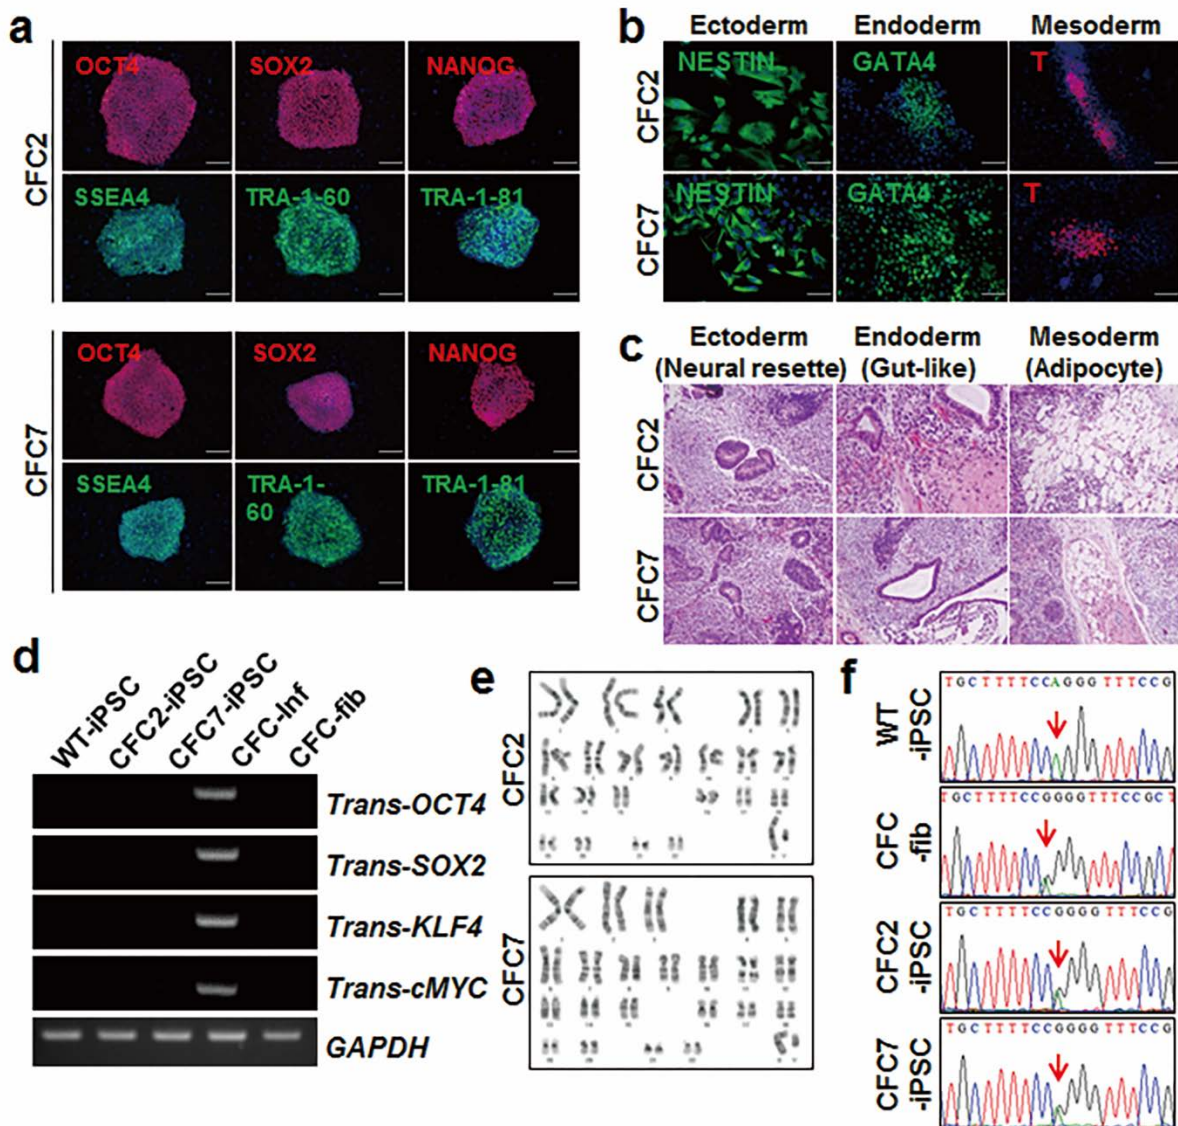 a
CFC2
OCT4
SOX2
NANOG
SSEA4
TRA-1-60
TRA-1-81
CFC7
OCT4
SOX2
NANOG
SSEA4
TRA-1-
60
TRA-1-81
b
Ectoderm
Endoderm
Mesoderm
CFC2
NESTIN
GATA4
T
CFC7
NESTIN
GATA4
T
c
Ectoderm
(Neural resette)
Endoderm
(Gut-like)
Mesoderm
(Adipocyte)
CFC2
CFC7
d
WT-iPSC
CFC2-iPSC
CFC7-iPSC
CFC-Inf
CFC-fib
Trans-OCT4
Trans-SOX2
Trans-KLF4
Trans-cMYC
GAPDH
e
CFC2
CFC7
f
WT
-iPSC
TGCTTTTCCAGGGTTTCCG
CFC
-fib
TGCTTTTCCGGGGTTTCCGCT
CFC2
-iPSC
TGCTTTTCCGGGGTTTCCG
CFC7
-iPSC
TGCTTTTCCGGGGTTTCCG